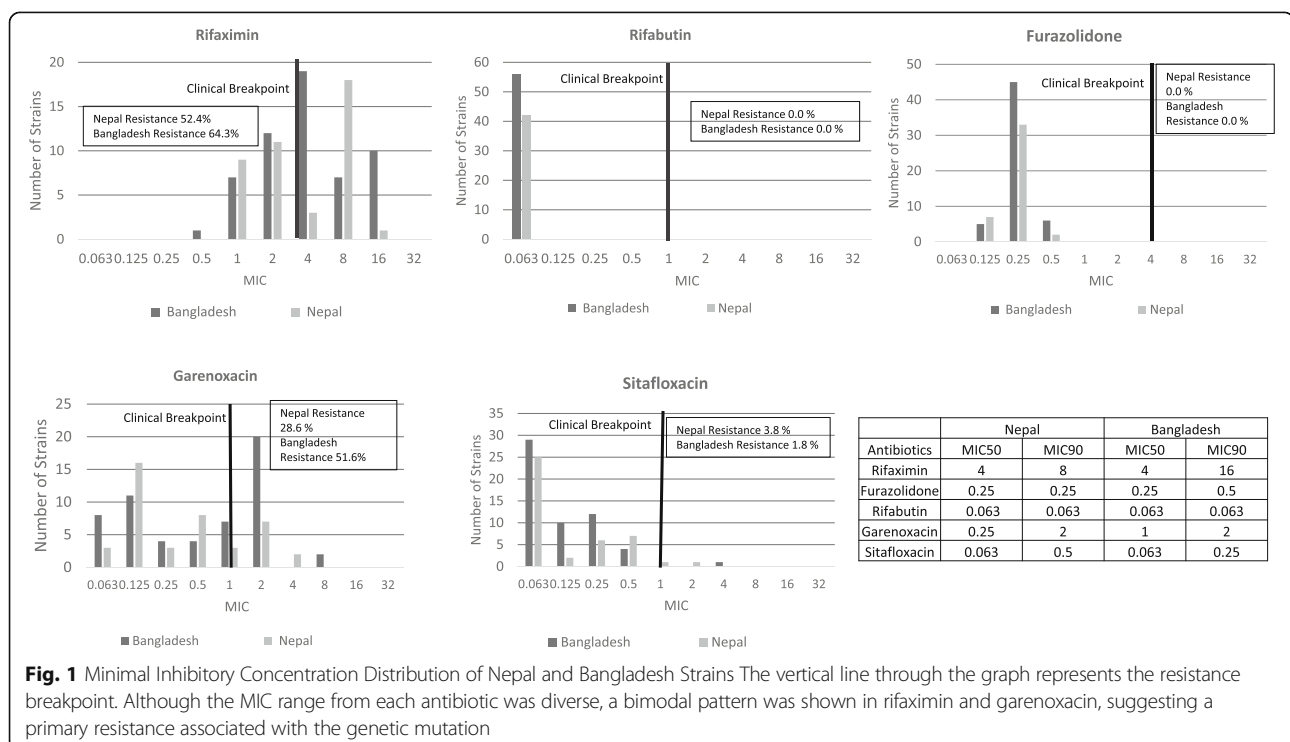 Rifaximin
Number of Strains
20
15
10
5
0
Clinical Breakpoint
Nepal Resistance 52.4%
Bangladesh Resistance 64.3%
0.063 0.125 0.25 0.5 1 2 4 8 16 32
MIC
Bangladesh Nepal
Rifabutin
Number of Strains
60
50
40
30
20
10
0
Clinical Breakpoint
Nepal Resistance 0.0 %
Bangladesh Resistance 0.0 %
0.063 0.125 0.25 0.5 1 2 4 8 16 32
MIC
Bangladesh Nepal
Furazolidone
Number of Strains
50
40
30
20
10
0
Clinical Breakpoint
Nepal Resistance
0.0 %
Bangladesh
Resistance 0.0 %
0.063 0.125 0.25 0.5 1 2 4 8 16 32
MIC
Bangladesh Nepal
Garenoxacin
Number of Strains
25
20
15
10
5
0
Clinical Breakpoint
Nepal Resistance
28.6 %
Bangladesh
Resistance 51.6%
0.063 0.125 0.25 0.5 1 2 4 8 16 32
MIC
Bangladesh Nepal
Sitafloxacin
Number of Strains
35
30
25
20
15
10
5
0
Clinical Breakpoint
Nepal Resistance 3.8 %
Bangladesh Resistance 1.8 %
0.063 0.125 0.25 0.5 1 2 4 8 16 32
MIC
Bangladesh Nepal
Nepal Bangladesh
Antibiotics MIC50 MIC90 MIC50 MIC90
Rifaximin 4 8 4 16
Furazolidone 0.25 0.25 0.25 0.5
Rifabutin 0.063 0.063 0.063 0.063
Garenoxacin 0.25 2 1 2
Sitafloxacin 0.063 0.5 0.063 0.25
Fig. 1 Minimal Inhibitory Concentration Distribution of Nepal and Bangladesh Strains The vertical line through the graph represents the resistance
breakpoint. Although the MIC range from each antibiotic was diverse, a bimodal pattern was shown in rifaximin and garenoxacin, suggesting a
primary resistance associated with the genetic mutation